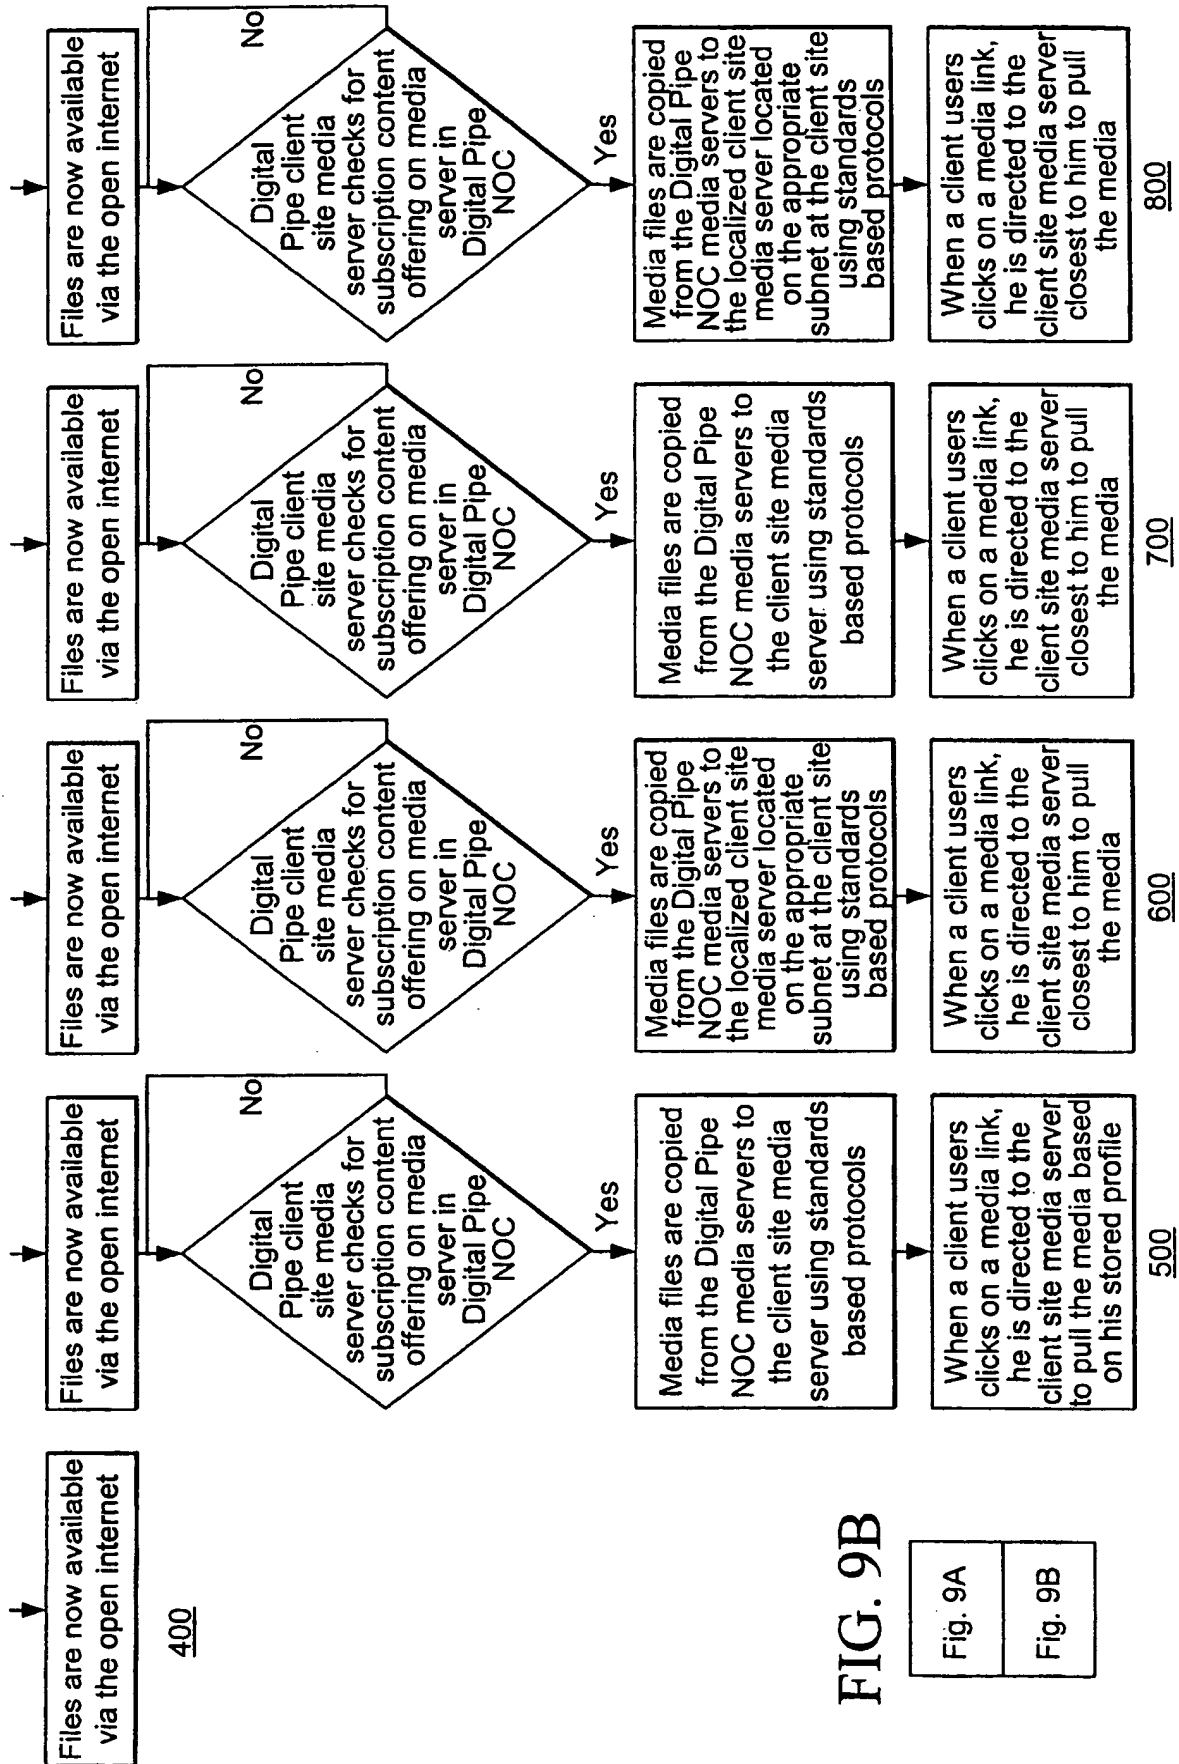 Files are now available
via the open internet
400
Files are now available
via the open internet
No
Digital
Pipe client
site media
server checks for
subscription content
offering on media
server in
Digital Pipe
NOC
Yes
Media files are copied
from the Digital Pipe
NOC media servers to
the client site media
server using standards
based protocols
When a client users
clicks on a media link,
he is directed to the
client site media server
to pull the media based
on his stored profile
500
Files are now available
via the open internet
No
Digital
Pipe client
site media
server checks for
subscription content
offering on media
server in
Digital Pipe
NOC
Yes
Media files are copied
from the Digital Pipe
NOC media servers to
the localized client site
media server located
on the appropriate
subnet at the client site
using standards
based protocols
When a client users
clicks on a media link,
he is directed to the
client site media server
closest to him to pull
the media
600
Files are now available
via the open internet
No
Digital
Pipe client
site media
server checks for
subscription content
offering on media
server in
Digital Pipe
NOC
Yes
Media files are copied
from the Digital Pipe
NOC media servers to
the client site media
server using standards
based protocols
When a client users
clicks on a media link,
he is directed to the
client site media server
closest to him to pull
the media
700
Files are now available
via the open internet
No
Digital
Pipe client
site media
server checks for
subscription content
offering on media
server in
Digital Pipe
NOC
Yes
Media files are copied
from the Digital Pipe
NOC media servers to
the localized client site
media server located
on the appropriate
subnet at the client site
using standards
based protocols
When a client users
clicks on a media link,
he is directed to the
client site media server
closest to him to pull
the media
800
FIG. 9B
Fig. 9A
Fig. 9B